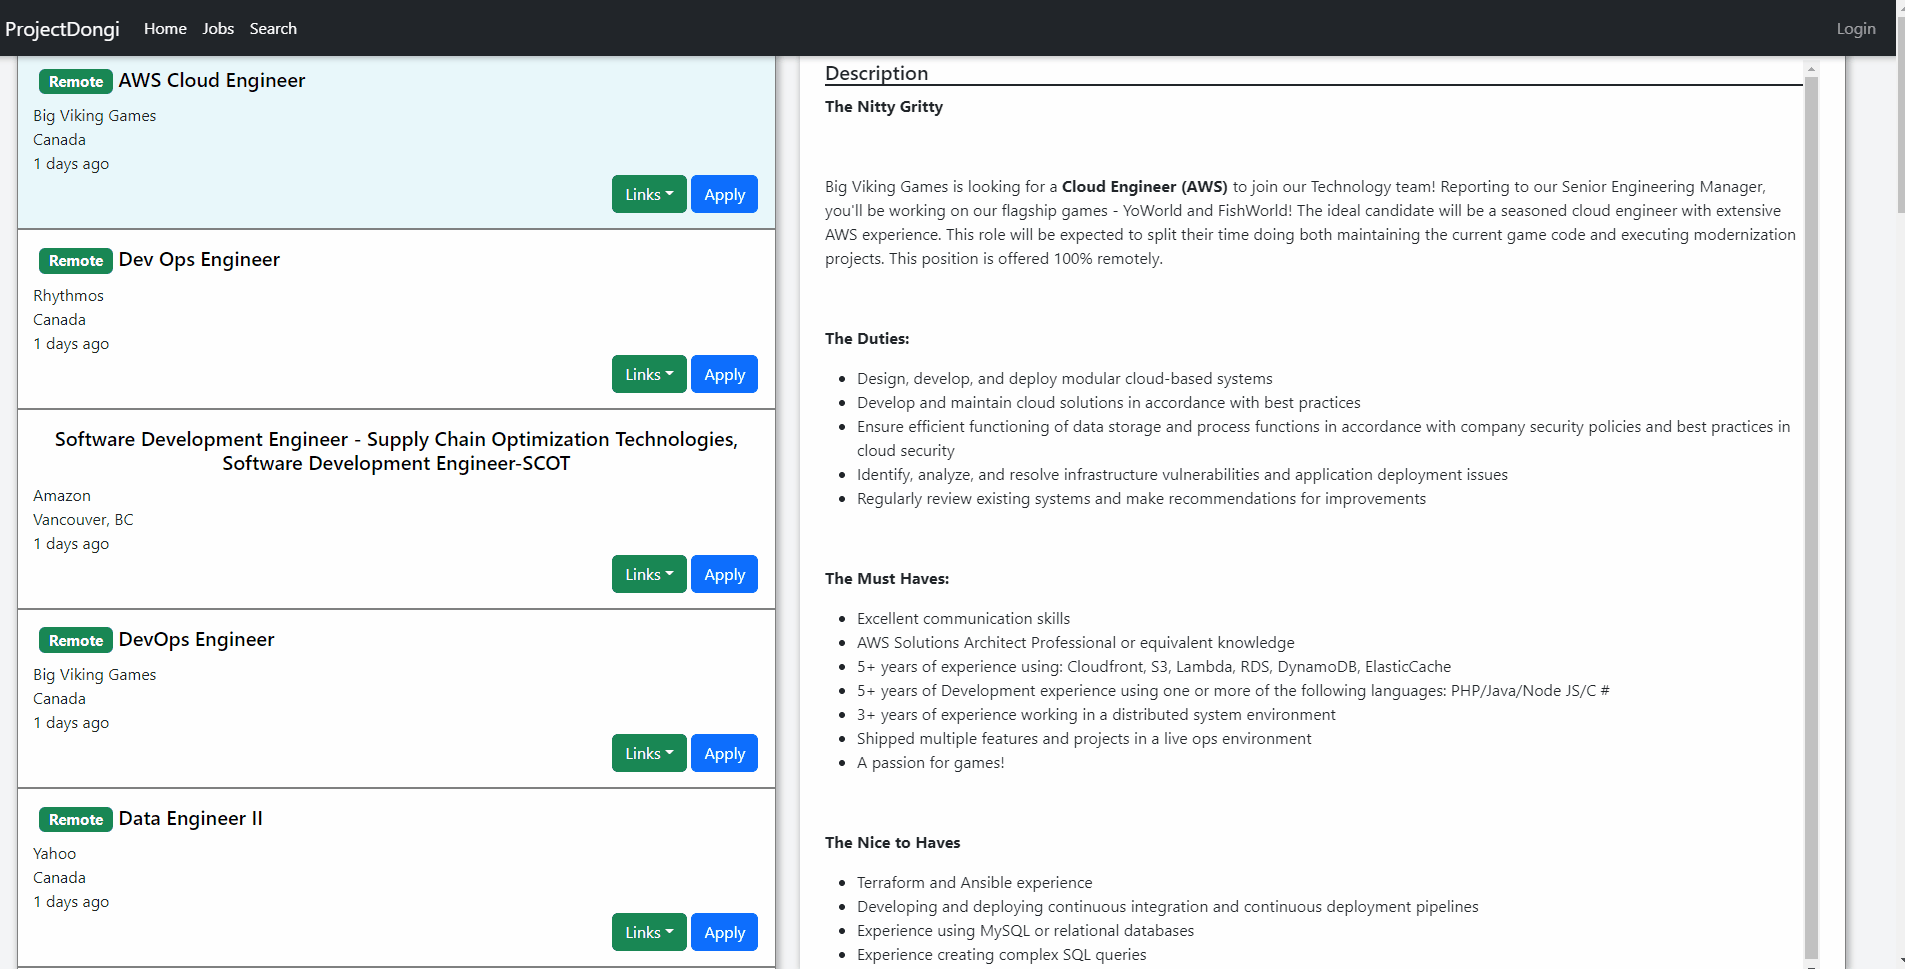 ProjectDongi Home Jobs Search Login
Remote AWS Cloud Engineer
Big Viking Games
Canada
1 days ago
Links Apply
Remote Dev Ops Engineer
Rhythmos
Canada
1 days ago
Links Apply
Software Development Engineer - Supply Chain Optimization Technologies,
Software Development Engineer-SCOT
Amazon
Vancouver, BC
1 days ago
Links Apply
Remote DevOps Engineer
Big Viking Games
Canada
1 days ago
Links Apply
Remote Data Engineer II
Yahoo
Canada
1 days ago
Links Apply
Description
The Nitty Gritty
Big Viking Games is looking for a Cloud Engineer (AWS) to join our Technology team! Reporting to our Senior Engineering Manager,
you'll be working on our flagship games - YoWorld and FishWorld! The ideal candidate will be a seasoned cloud engineer with extensive
AWS experience. This role will be expected to split their time doing both maintaining the current game code and executing modernization
projects. This position is offered 100% remotely.
The Duties:
• Design, develop, and deploy modular cloud-based systems
• Develop and maintain cloud solutions in accordance with best practices
• Ensure efficient functioning of data storage and process functions in accordance with company security policies and best practices in
cloud security
• Identify, analyze, and resolve infrastructure vulnerabilities and application deployment issues
• Regularly review existing systems and make recommendations for improvements
The Must Haves:
• Excellent communication skills
• AWS Solutions Architect Professional or equivalent knowledge
• 5+ years of experience using: Cloudfront, S3, Lambda, RDS, DynamoDB, ElasticCache
• 5+ years of Development experience using one or more of the following languages: PHP/Java/Node JS/C #
• 3+ years of experience working in a distributed system environment
• Shipped multiple features and projects in a live ops environment
• A passion for games!
The Nice to Haves
• Terraform and Ansible experience
• Developing and deploying continuous integration and continuous deployment pipelines
• Experience using MySQL or relational databases
• Experience creating complex SQL queries